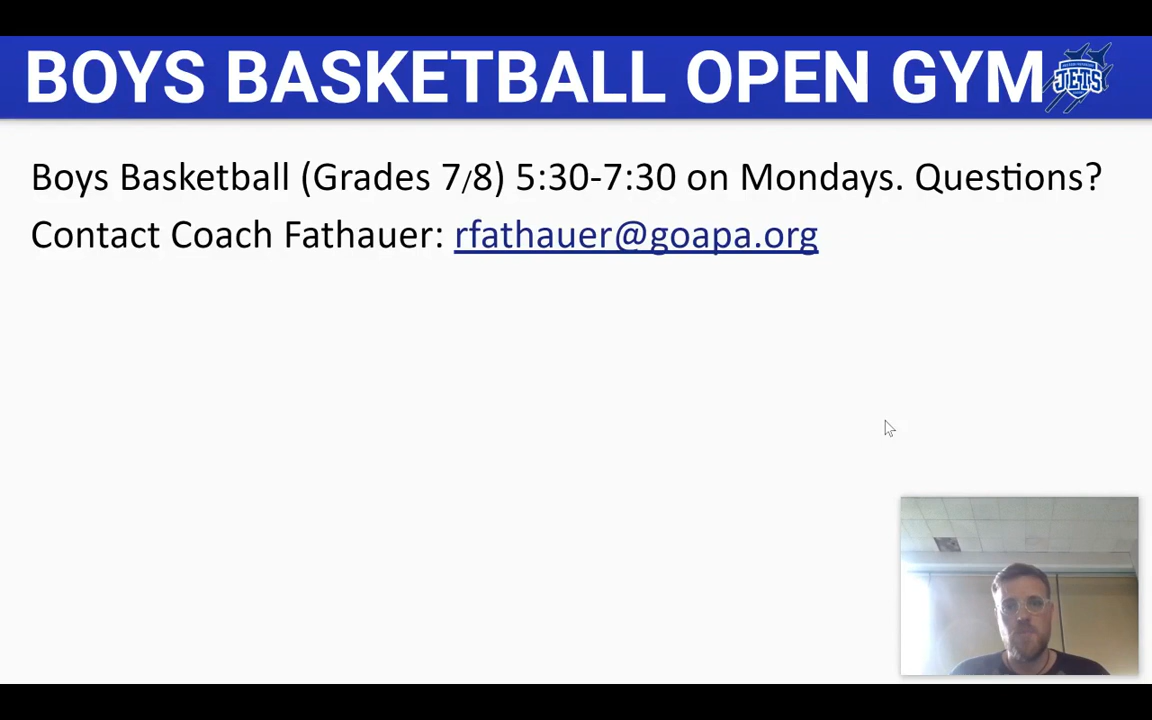 BOYS BASKETBALL OPEN GYM
JETS
Boys Basketball (Grades 7/8) 5:30-7:30 on Mondays. Questions?
Contact Coach Fathauer: rfathauer@goapa.org